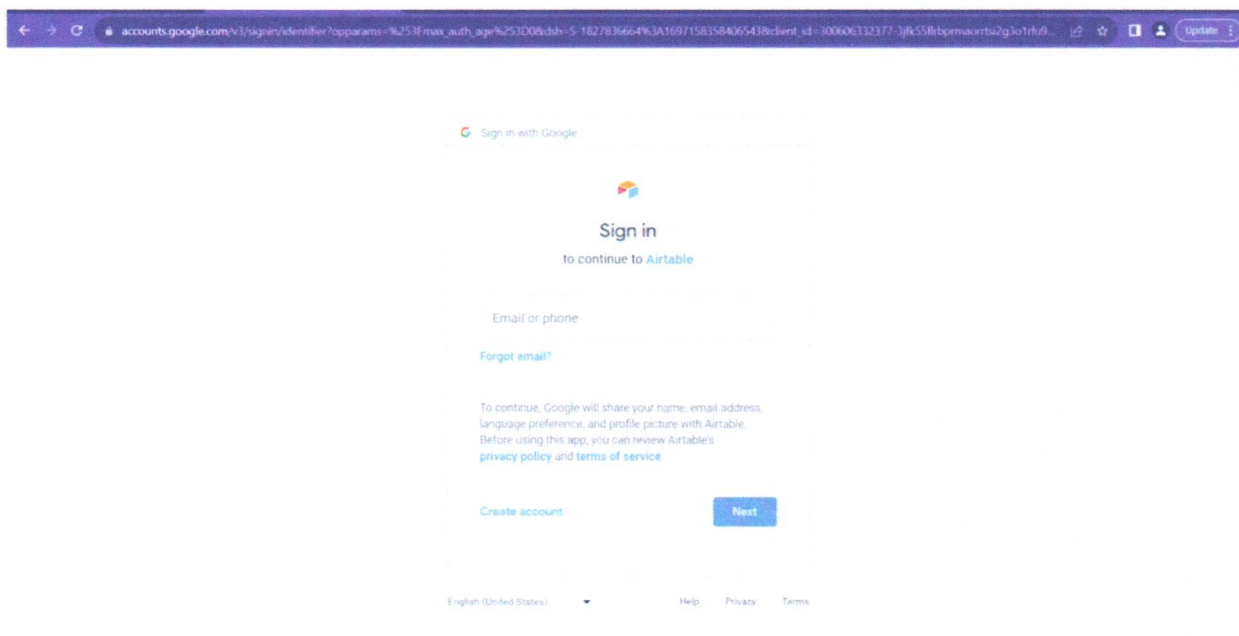 accounts.google.com/v3/signin/identifier?opparams=%253Fmax_auth_age%253D0&dsh=S-1827836664%3A1697158358406543&client_id=300606332377-3jfk55flrbprmaorrtsi2g3o1rfu9...
Update
Sign in with Google
Sign in
to continue to Airtable
Email or phone
Forgot email?
To continue, Google will share your name, email address,
language preference, and profile picture with Airtable.
Before using this app, you can review Airtable's
privacy policy and terms of service.
Create account
Next
English (United States)
Help Privacy Terms